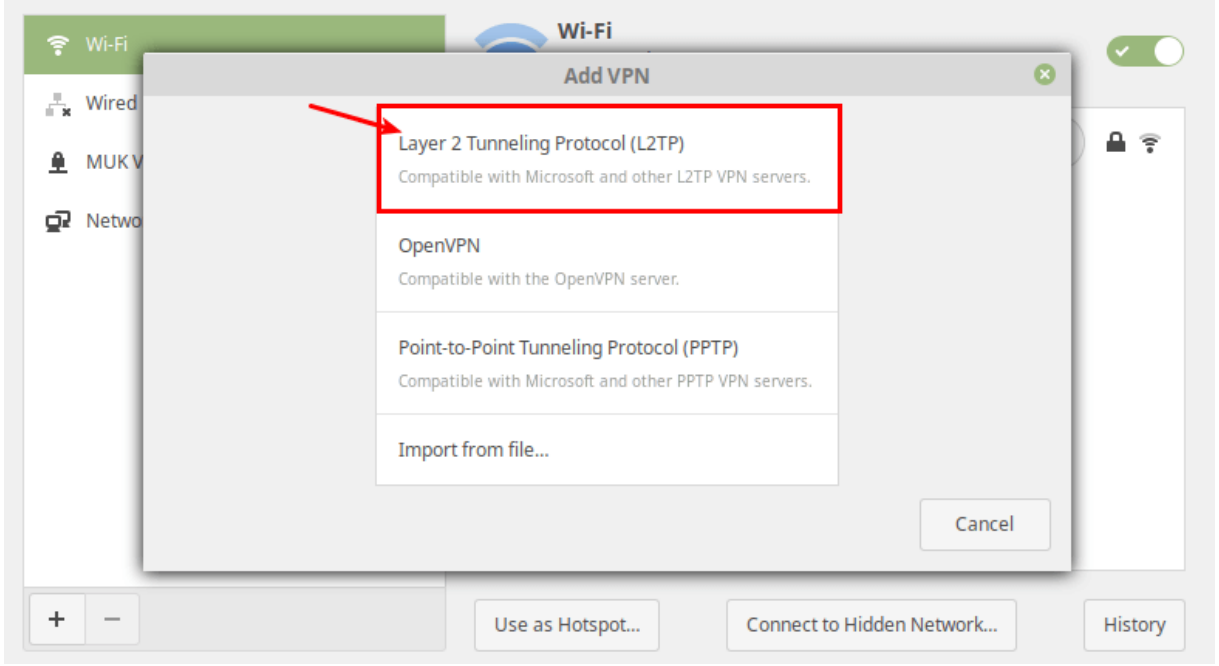 Wi-Fi
Wi-Fi
Add VPN
Wired
MUK V
Netwo
Layer 2 Tunneling Protocol (L2TP)
Compatible with Microsoft and other L2TP VPN servers.
OpenVPN
Compatible with the OpenVPN server.
Point-to-Point Tunneling Protocol (PPTP)
Compatible with Microsoft and other PPTP VPN servers.
Import from file...
Cancel
Use as Hotspot...
Connect to Hidden Network...
History